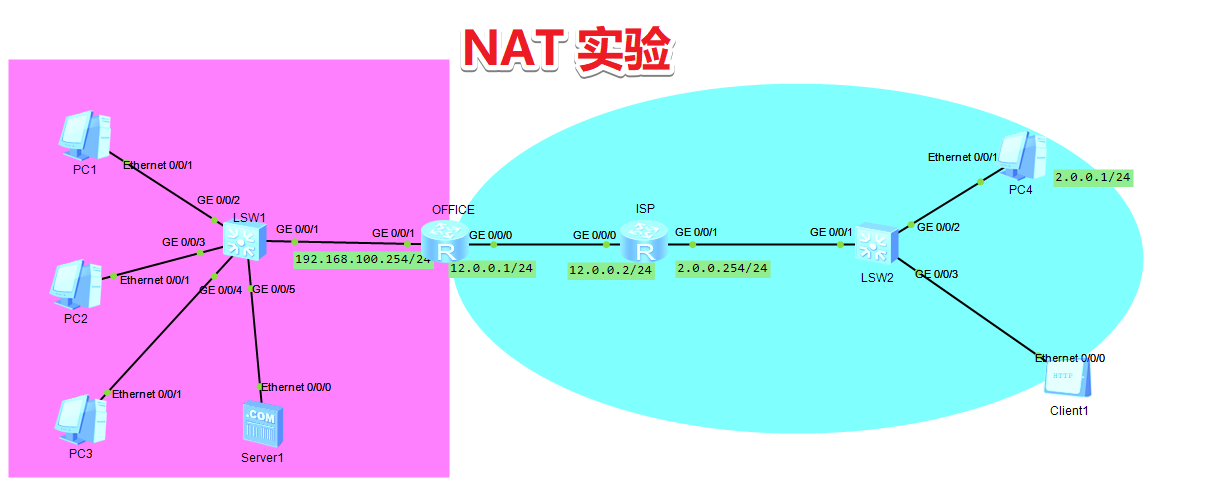 NAT 实验
PC1
Ethernet 0/0/1
GE 0/0/2
LSW1
GE 0/0/1
GE 0/0/3
PC2
Ethernet 0/0/1
GE 0/0/4
GE 0/0/5
PC3
Ethernet 0/0/1
Ethernet 0/0/0
.COM
Server1
OFFICE
GE 0/0/1
R
192.168.100.254/24
GE 0/0/0
12.0.0.1/24
ISP
GE 0/0/0
R
12.0.0.2/24
GE 0/0/1
2.0.0.254/24
GE 0/0/1
LSW2
GE 0/0/2
Ethernet 0/0/1
PC4
2.0.0.1/24
GE 0/0/3
Ethernet 0/0/0
HTTP
Client1